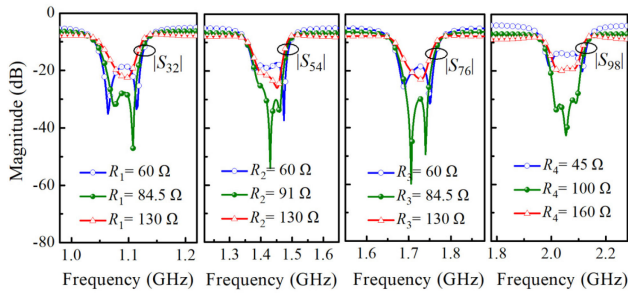 0
-20
-40
-60
-80
Magnitude (dB)
|S32|
R1= 60 Ω
R1= 84.5 Ω
R1= 130 Ω
1.0 1.1 1.2
Frequency (GHz)
|S54|
R2= 60 Ω
R2= 91 Ω
R2= 130 Ω
1.3 1.4 1.5 1.6
Frequency (GHz)
|S76|
R3= 60 Ω
R3= 84.5 Ω
R3= 130 Ω
1.6 1.7 1.8
Frequency (GHz)
|S98|
R4= 45 Ω
R4= 100 Ω
R4= 160 Ω
1.8 2.0 2.2
Frequency (GHz)